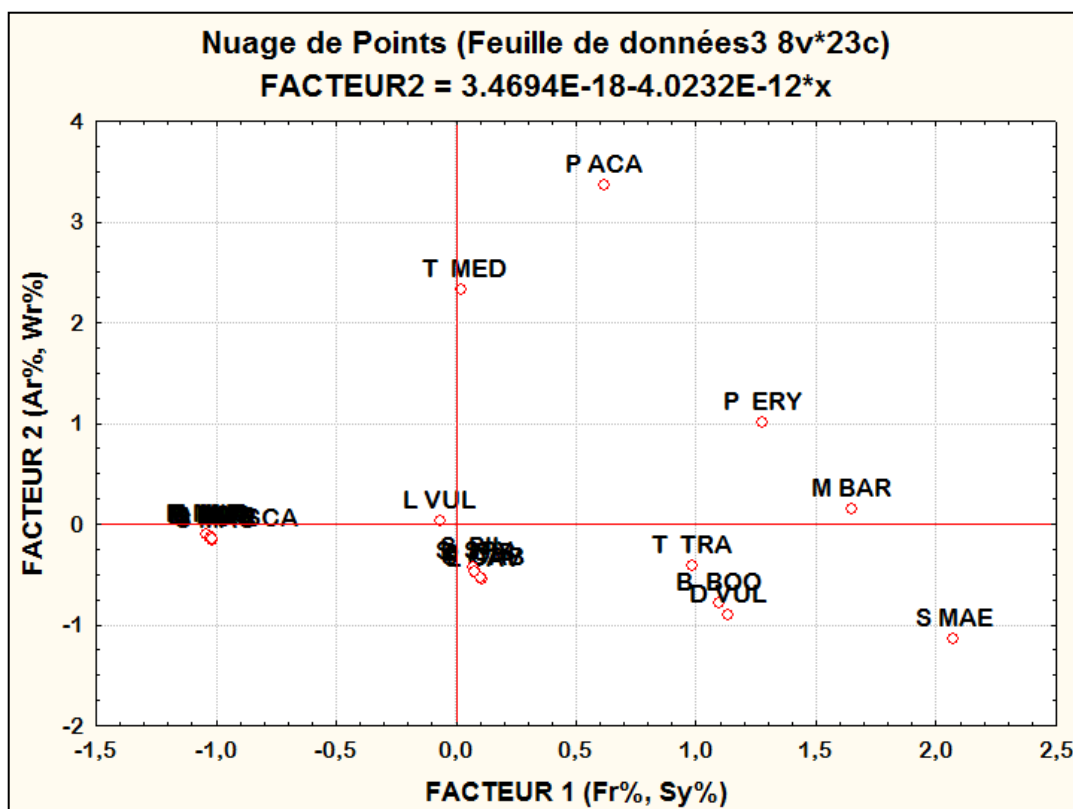 Nuage de Points (Feuille de données3 8v*23c)
FACTEUR2 = 3.4694E-18-4.0232E-12*x
4
P ACA
3
T MED
2
P ERY
1
M BAR
L VUL
SCA
0
T TRA
B BOO
D VUL
-1
S MAE
-2
-1,5 -1,0 -0,5 0,0 0,5 1,0 1,5 2,0 2,5
FACTEUR 2 (Ar%, Wr%)
FACTEUR 1 (Fr%, Sy%)